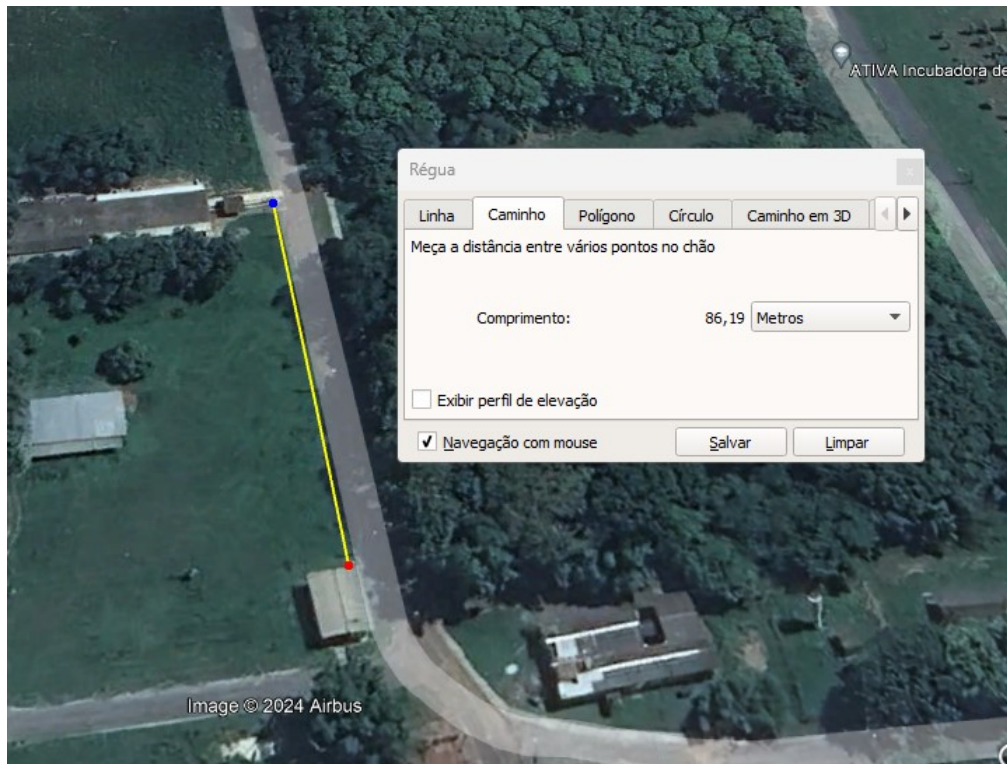 ATIVA Incubadora de
Régua
Linha
Caminho
Polígono
Círculo
Caminho em 3D
Meça a distância entre vários pontos no chão
Comprimento:
86,19
Metros
Exibir perfil de elevação
Navegação com mouse
Salvar
Limpar
Image © 2024 Airbus